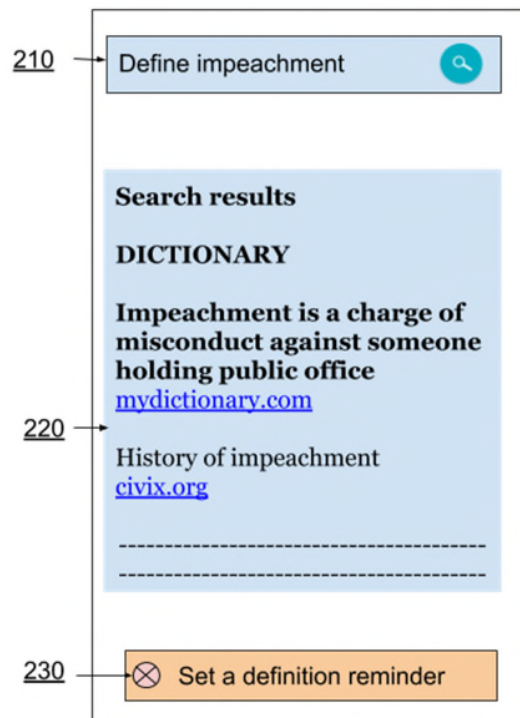 210
Define impeachment
Search results
DICTIONARY
Impeachment is a charge of
misconduct against someone
holding public office
mydictionary.com
220
History of impeachment
civix.org
230
Set a definition reminder